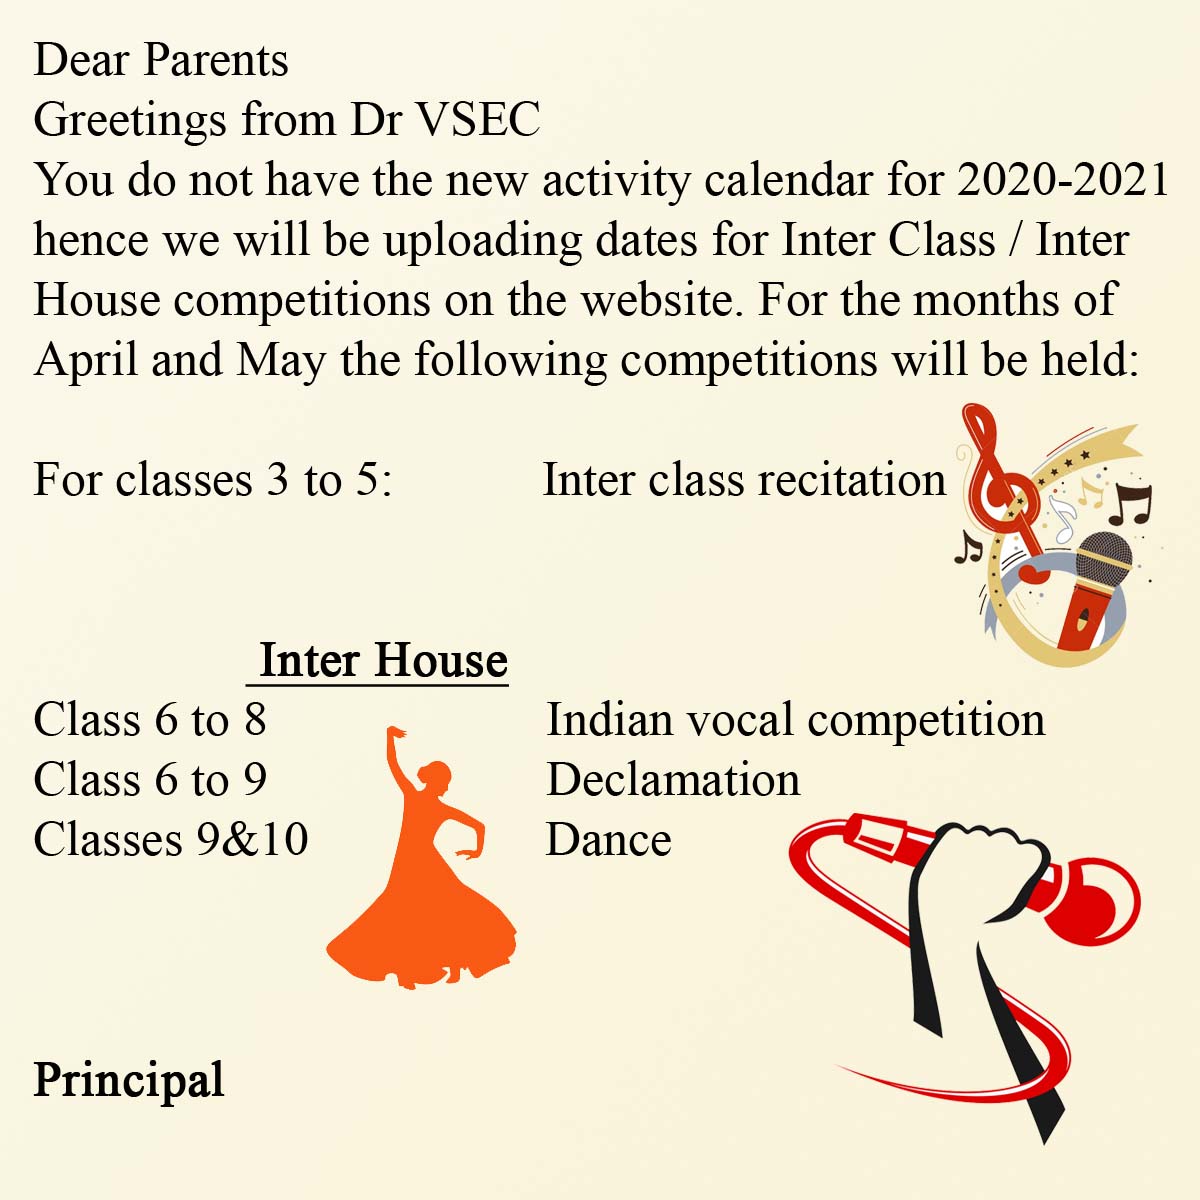 Dear Parents
Greetings from Dr VSEC
You do not have the new activity calendar for 2020-2021
hence we will be uploading dates for Inter Class / Inter
House competitions on the website. For the months of
April and May the following competitions will be held:
For classes 3 to 5: Inter class recitation
Inter House
Class 6 to 8 Indian vocal competition
Class 6 to 9 Declamation
Classes 9&10 Dance
Principal